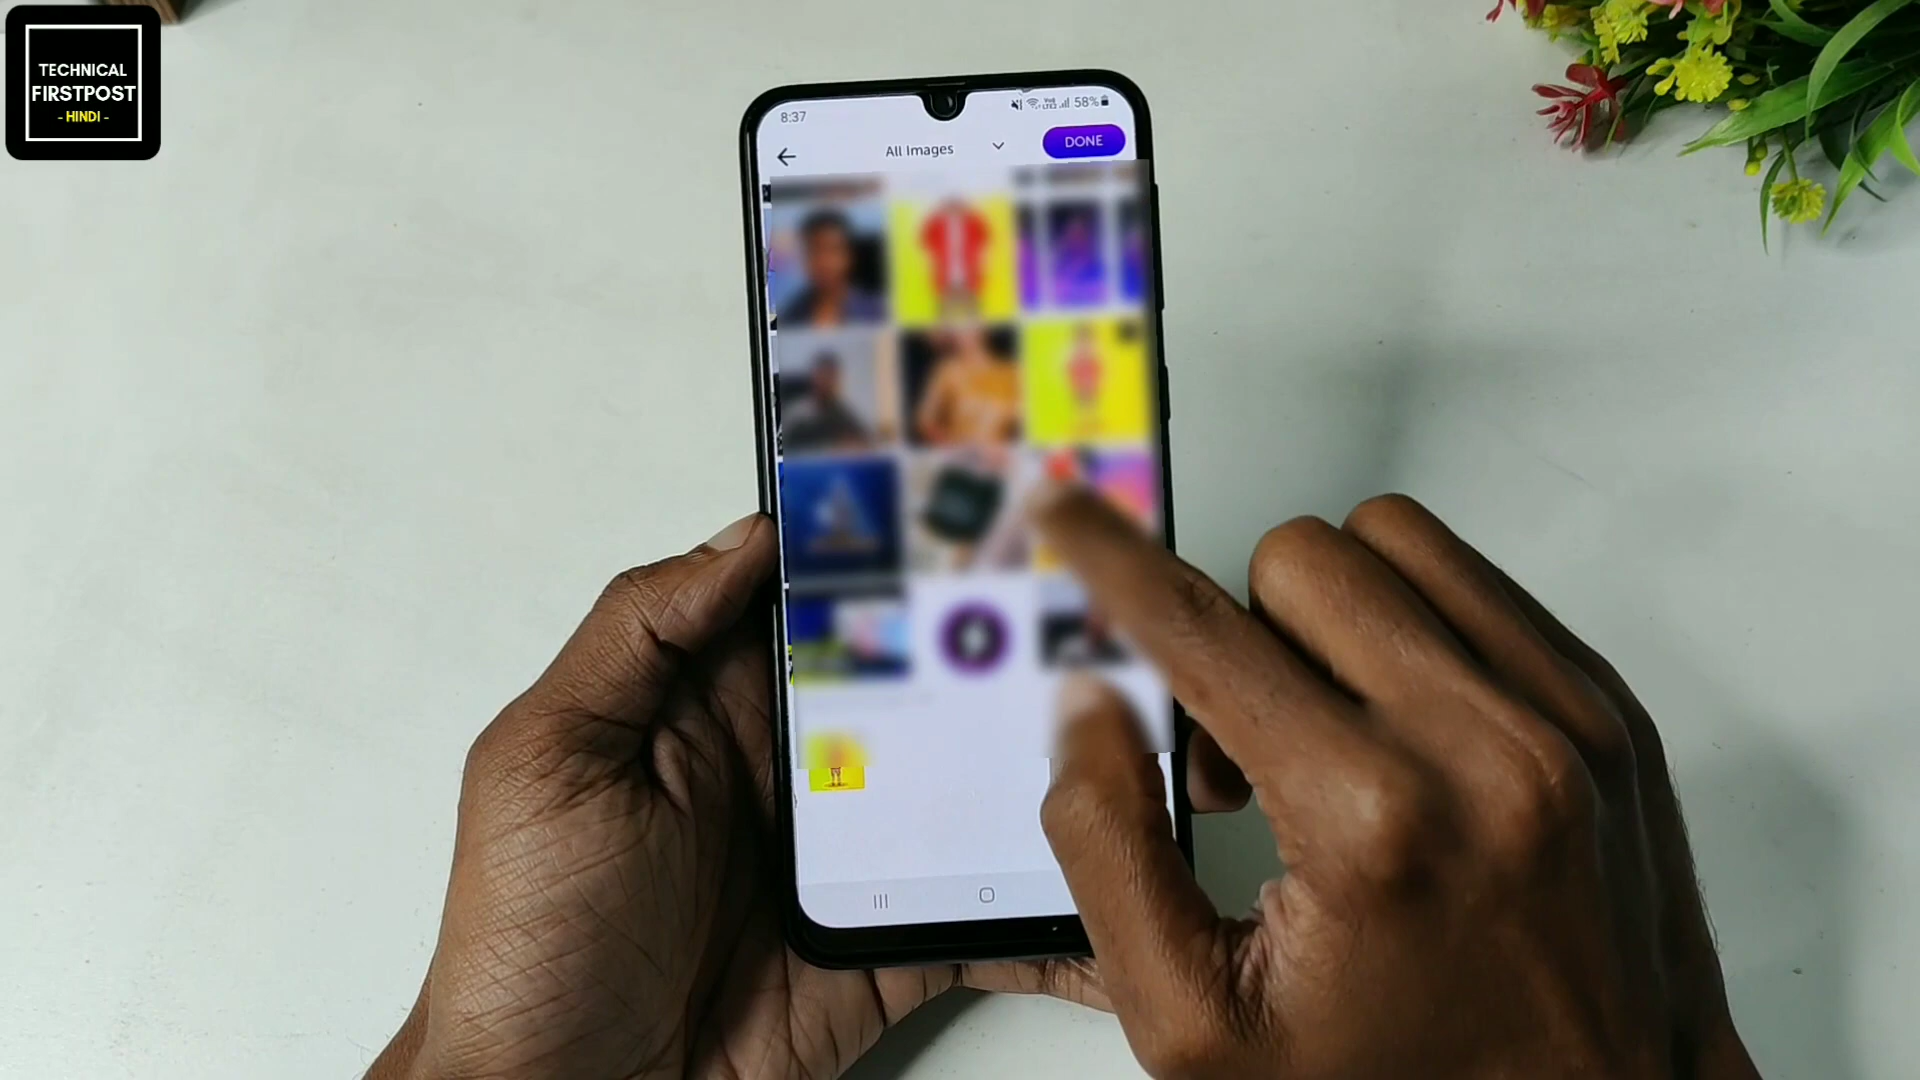 TECHNICAL
FIRSTPOST
- HINDI -
8:37
58%
All Images
DONE